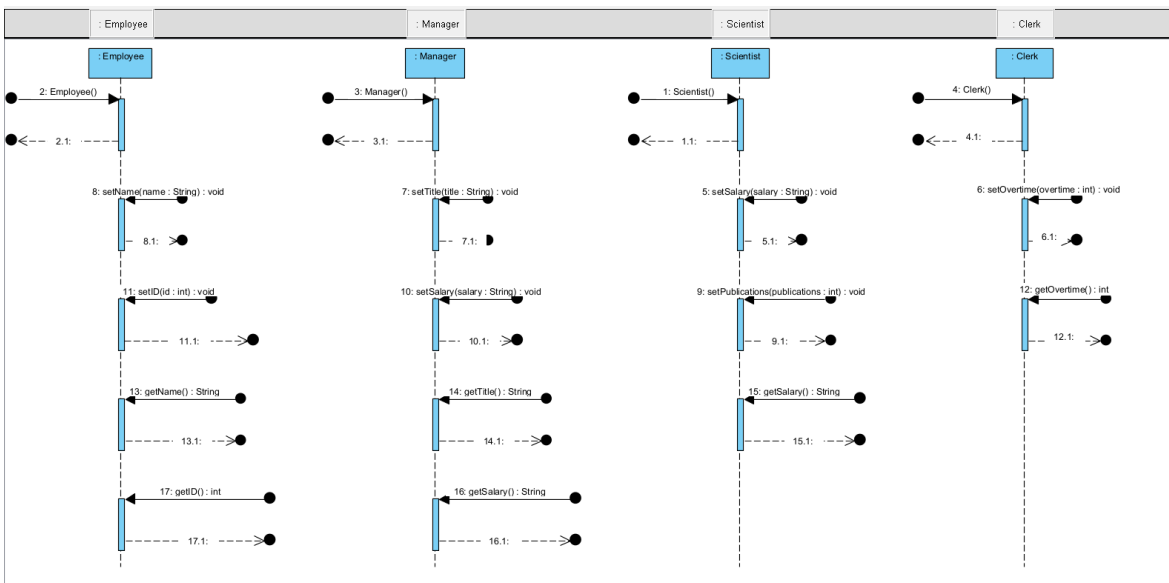 : Employee : Manager : Scientist : Clerk
: Employee : Manager : Scientist : Clerk
2: Employee() 3: Manager() 1: Scientist() 4: Clerk()
2.1: 3.1: 1.1: 4.1:
8: setName(name : String) : void 7: setTitle(title : String) : void 5: setSalary(salary : String) : void 6: setOvertime(overtime : int) : void
8.1: 7.1: 5.1: 6.1:
11: setID(id : int) : void 10: setSalary(salary : String) : void 9: setPublications(publications : int) : void 12: getOvertime() : int
11.1: 10.1: 9.1: 12.1:
13: getName() : String 14: getTitle() : String 15: getSalary() : String
13.1: 14.1: 15.1:
17: getID() : int 16: getSalary() : String
17.1: 16.1: